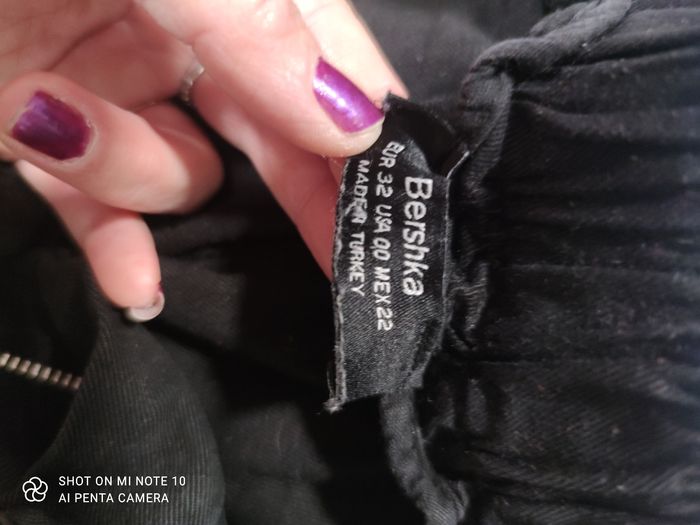 Bershka
EUR 32 USA 00 MEX 22
MADE IN TURKEY
SHOT ON MI NOTE 10
AI PENTA CAMERA